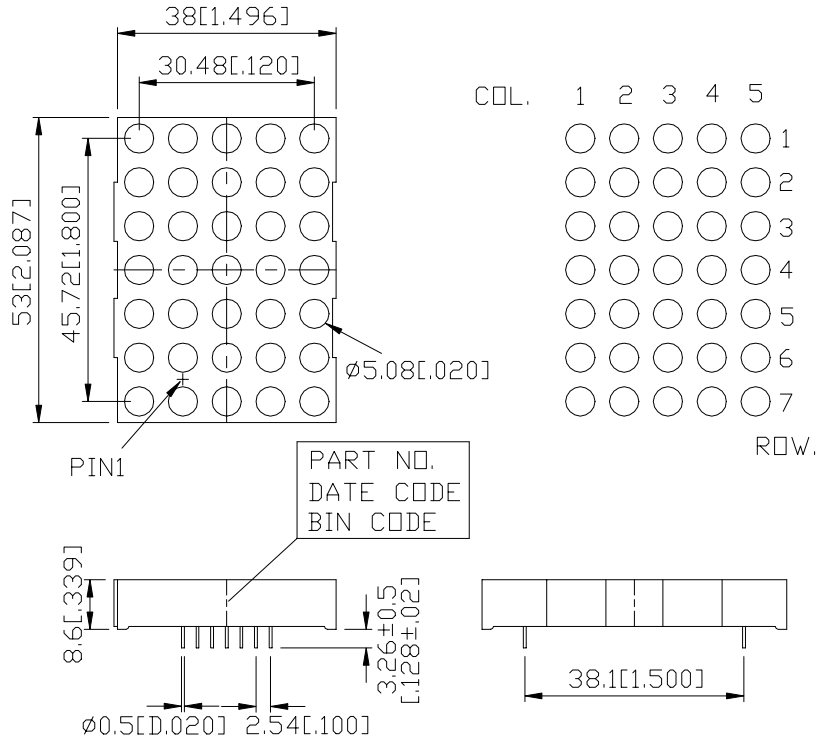 38[1.496]
30.48[.120]
COL. 1 2 3 4 5
1
2
3
4
5
6
7
ROW.
53[2.087]
45.72[1.800]
Ø5.08[.020]
PIN1
PART NO.
DATE CODE
BIN CODE
8.6[.339]
3.26±0.5
[.128±.02]
38.1[1.500]
Ø0.5[D.020]
2.54[.100]